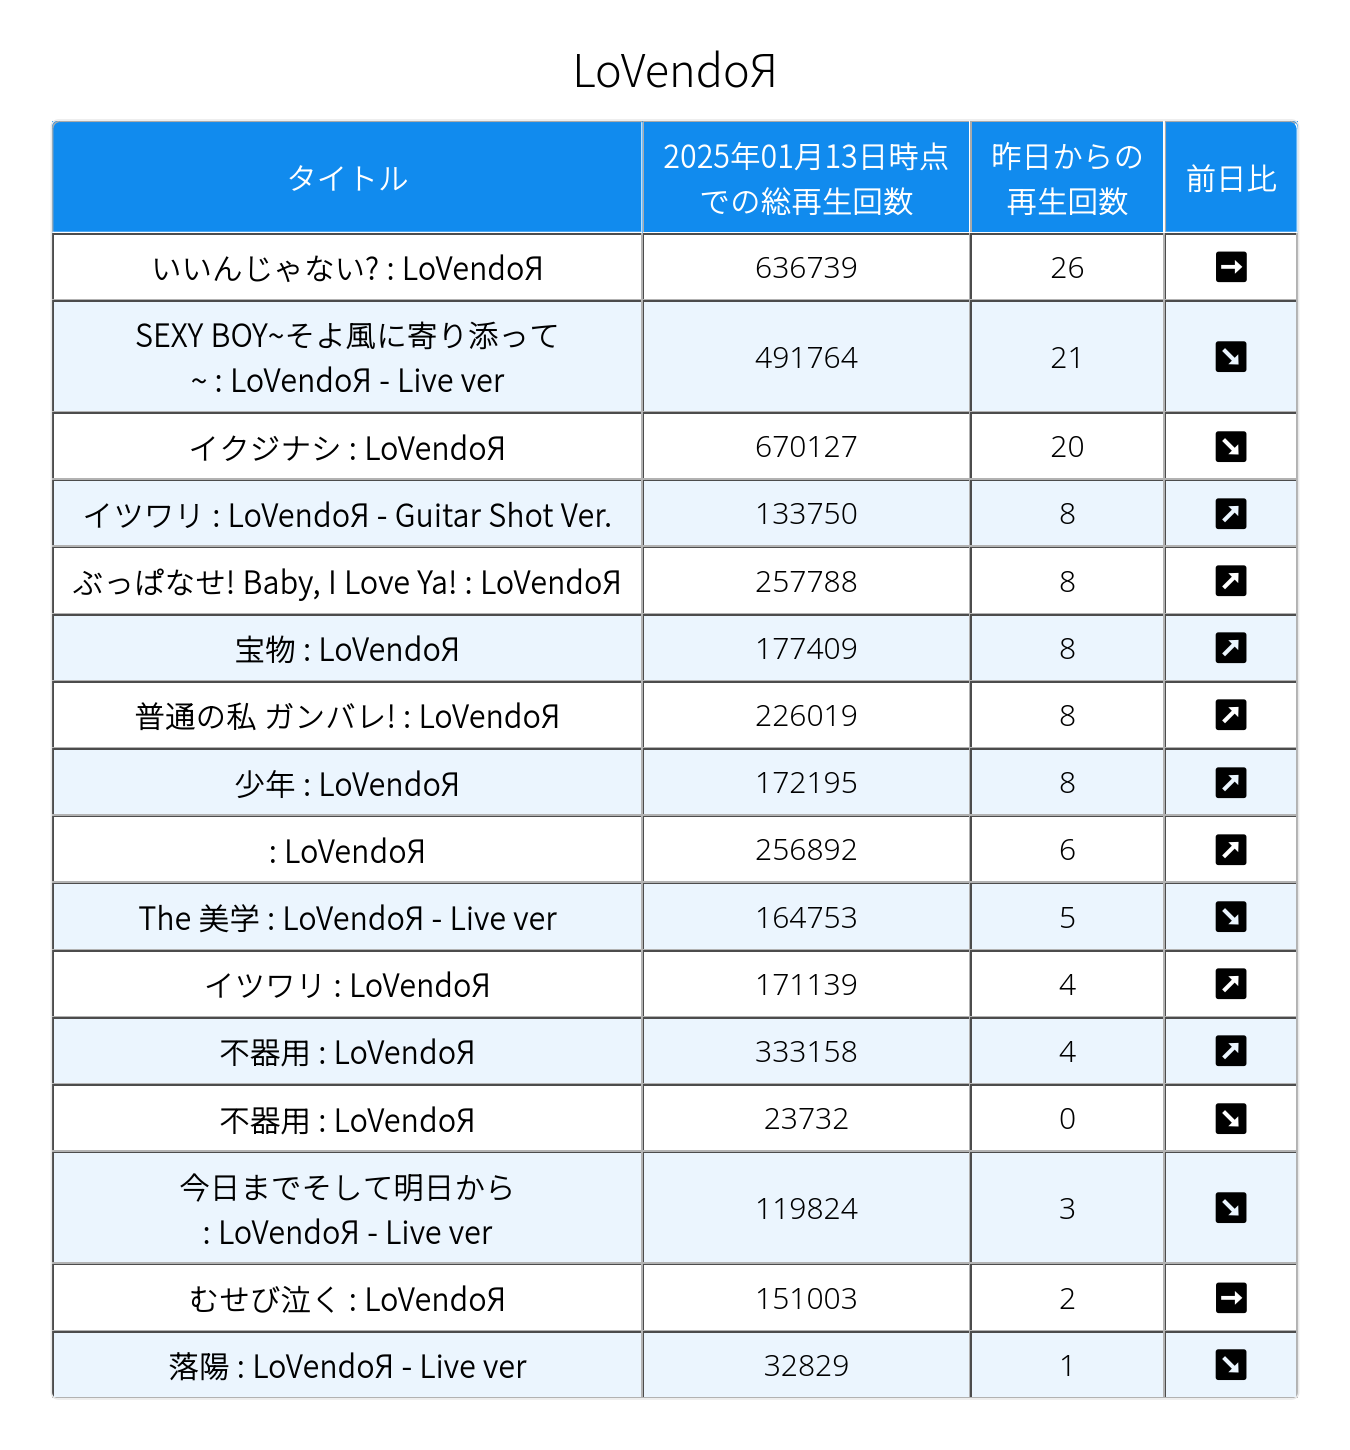 LoVendoЯ
タイトル 2025年01月13日時点 での総再生回数 昨日からの 再生回数 前日比
いいんじゃない? : LoVendoЯ 636739 26 ➡
SEXY BOY~そよ風に寄り添って
~ : LoVendoЯ - Live ver 491764 21 ↘
イクジナシ : LoVendoЯ 670127 20 ↘
イツワリ : LoVendoЯ - Guitar Shot Ver. 133750 8 ↗
ぶっぱなせ! Baby, I Love Ya! : LoVendoЯ 257788 8 ↗
宝物 : LoVendoЯ 177409 8 ↗
普通の私 ガンバレ! : LoVendoЯ 226019 8 ↗
少年 : LoVendoЯ 172195 8 ↗
: LoVendoЯ 256892 6 ↗
The 美学 : LoVendoЯ - Live ver 164753 5 ↘
イツワリ : LoVendoЯ 171139 4 ↗
不器用 : LoVendoЯ 333158 4 ↗
不器用 : LoVendoЯ 23732 0 ↘
今日までそして明日から
: LoVendoЯ - Live ver 119824 3 ↘
むせび泣く : LoVendoЯ 151003 2 ➡
落陽 : LoVendoЯ - Live ver 32829 1 ↘